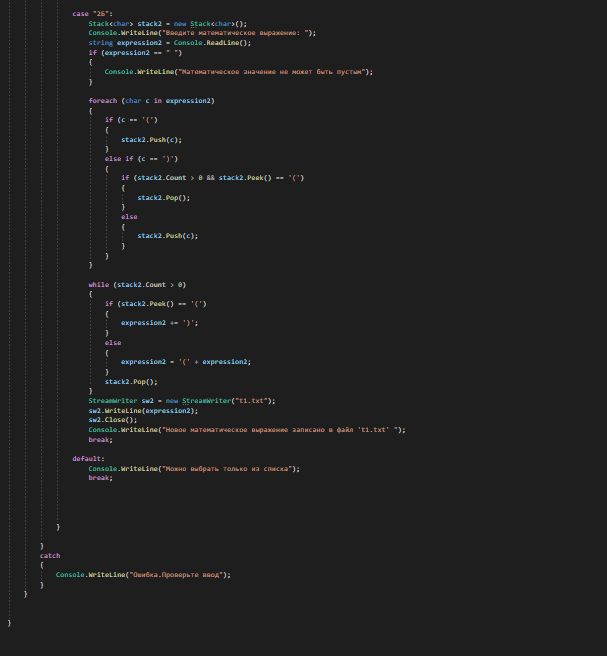 case "2Б":
Stack<char> stack2 = new Stack<char>();
Console.WriteLine("Введите математическое выражение: ");
string expression2 = Console.ReadLine();
if (expression2 == " ")
{
Console.WriteLine("Математическое значение не может быть пустым");
}
foreach (char c in expression2)
{
if (c == '(')
{
stack2.Push(c);
}
else if (c == ')')
{
if (stack2.Count > 0 && stack2.Peek() == '(')
{
stack2.Pop();
}
else
{
stack2.Push(c);
}
}
}
while (stack2.Count > 0)
{
if (stack2.Peek() == '(')
{
expression2 += ')';
}
else
{
expression2 = '(' + expression2;
}
stack2.Pop();
}
StreamWriter sw2 = new StreamWriter("t1.txt");
sw2.WriteLine(expression2);
sw2.Close();
Console.WriteLine("Новое математическое выражение записано в файл 't1.txt' ");
break;
default:
Console.WriteLine("Можно выбрать только из списка");
break;
}
}
catch
{
Console.WriteLine("Ошибка.Проверьте ввод");
}
}
}